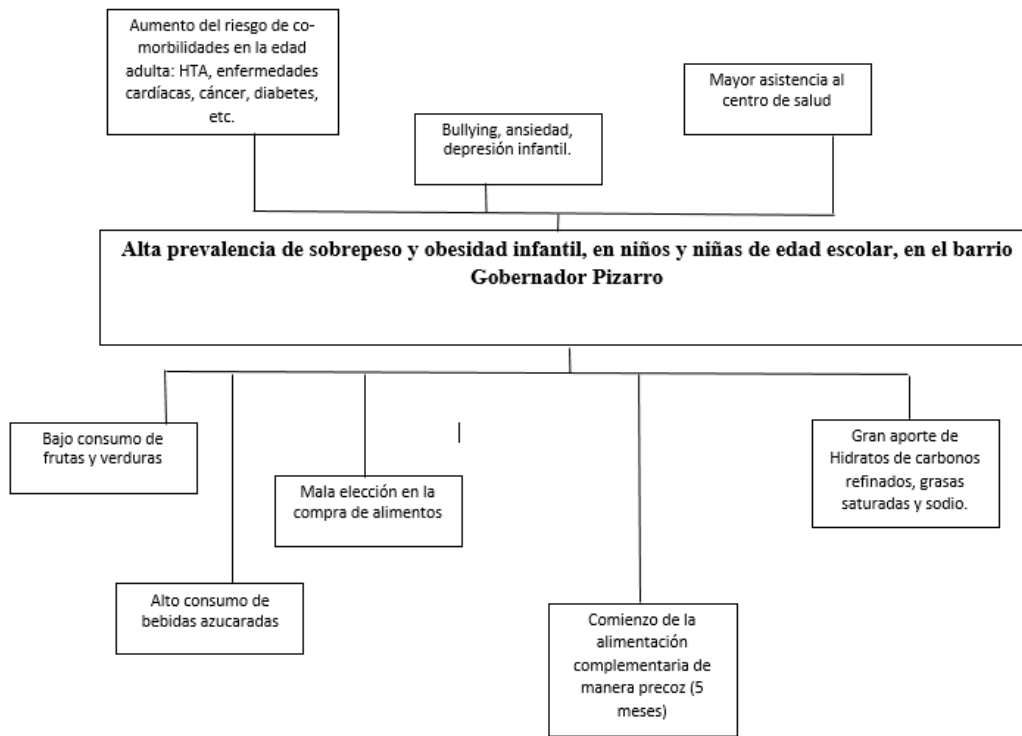 Aumento del riesgo de co-
morbilidades en la edad
adulta: HTA, enfermedades
cardíacas, cáncer, diabetes,
etc.
Bullying, ansiedad,
depresión infantil.
Mayor asistencia al
centro de salud
Alta prevalencia de sobrepeso y obesidad infantil, en niños y niñas de edad escolar, en el barrio
Gobernador Pizarro
Bajo consumo de
frutas y verduras
Alto consumo de
bebidas azucaradas
Mala elección en la
compra de alimentos
Comienzo de la
alimentación
complementaria de
manera precoz (5
meses)
Gran aporte de
Hidratos de carbonos
refinados, grasas
saturadas y sodio.